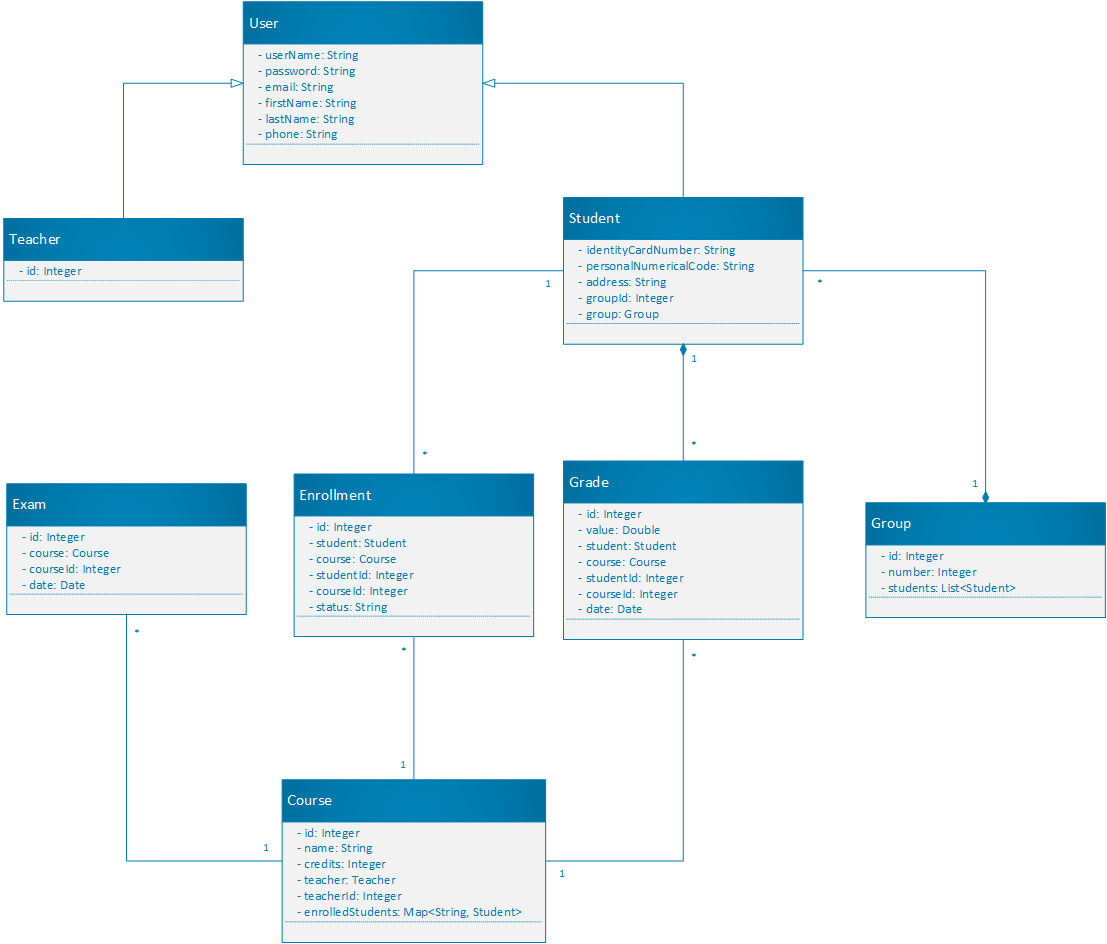 User
- userName: String
- password: String
- email: String
- firstName: String
- lastName: String
- phone: String
Teacher
- id: Integer
Student
- identityCardNumber: String
- personalNumericalCode: String
- address: String
- groupId: Integer
- group: Group
1
*
1
*
*
1
Exam
- id: Integer
- course: Course
- courseId: Integer
- date: Date
Enrollment
- id: Integer
- student: Student
- course: Course
- studentId: Integer
- courseId: Integer
- status: String
Grade
- id: Integer
- value: Double
- student: Student
- course: Course
- studentId: Integer
- courseId: Integer
- date: Date
Group
- id: Integer
- number: Integer
- students: List<Student>
*
*
*
1
1
1
Course
- id: Integer
- name: String
- credits: Integer
- teacher: Teacher
- teacherId: Integer
- enrolledStudents: Map<String, Student>